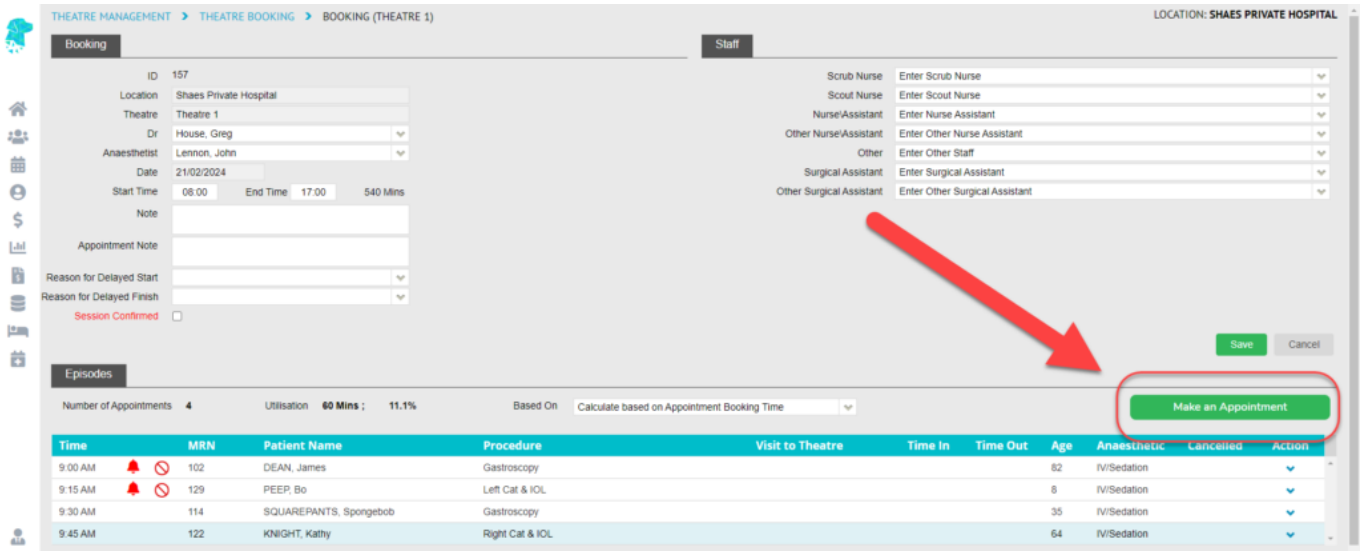 THEATRE MANAGEMENT > THEATRE BOOKING > BOOKING (THEATRE 1)
LOCATION: SHAES PRIVATE HOSPITAL
Booking
ID 157
Location Shaes Private Hospital
Theatre Theatre 1
Dr House, Greg
Anaesthetist Lennon, John
Date 21/02/2024
Start Time 08:00 End Time 17:00 540 Mins
Note
Appointment Note
Reason for Delayed Start
Reason for Delayed Finish
Session Confirmed
Staff
Scrub Nurse Enter Scrub Nurse
Scout Nurse Enter Scout Nurse
Nurse\Assistant Enter Nurse Assistant
Other Nurse\Assistant Enter Other Nurse Assistant
Other Enter Other Staff
Surgical Assistant Enter Surgical Assistant
Other Surgical Assistant Enter Other Surgical Assistant
Save Cancel
Episodes
Number of Appointments 4 Utilisation 60 Mins ; 11.1% Based On Calculate based on Appointment Booking Time Make an Appointment
Time MRN Patient Name Procedure Visit to Theatre Time In Time Out Age Anaesthetic Cancelled Action
9:00 AM 102 DEAN, James Gastroscopy 82 IV/Sedation
9:15 AM 129 PEEP, Bo Left Cat & IOL 8 IV/Sedation
9:30 AM 114 SQUAREPANTS, Spongebob Gastroscopy 35 IV/Sedation
9:45 AM 122 KNIGHT, Kathy Right Cat & IOL 64 IV/Sedation